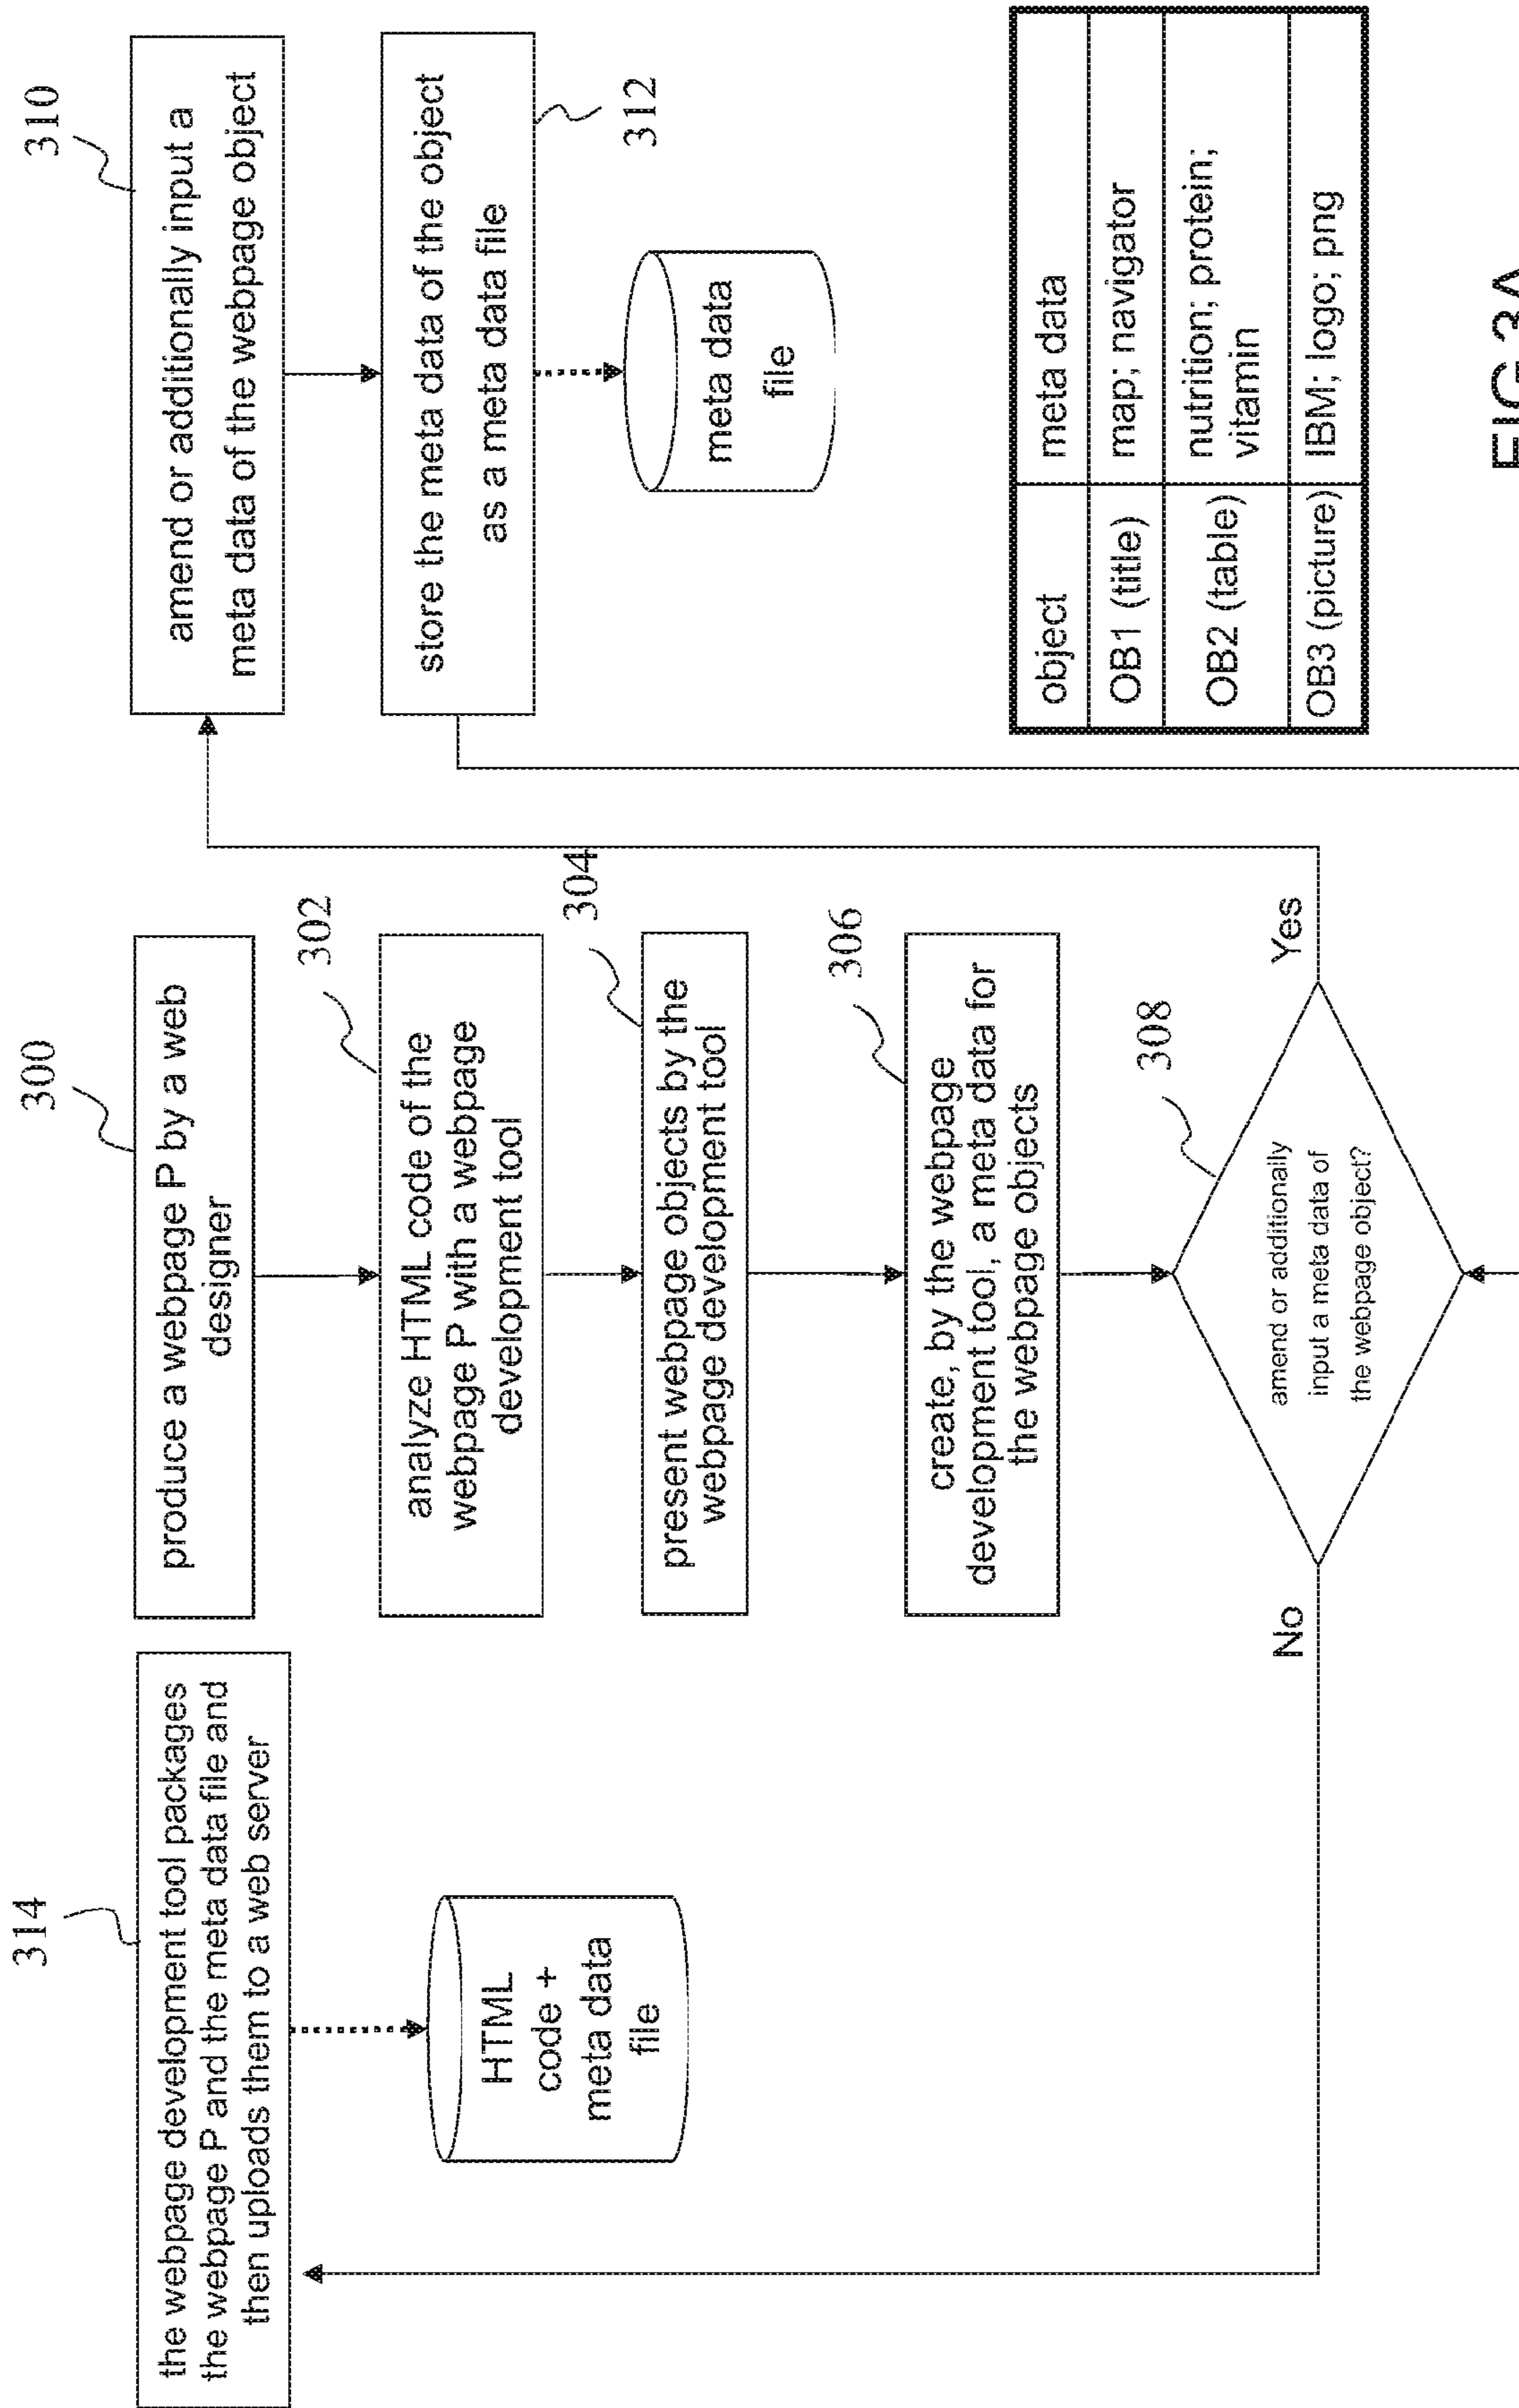 314
the webpage development tool packages
the webpage P and the meta data file and
then uploads them to a web server
HTML
code +
meta data
file
300
produce a webpage P by a web
designer
302
analyze HTML code of the
webpage P with a webpage
development tool
304
present webpage objects by the
webpage development tool
306
create, by the webpage
development tool, a meta data for
the webpage objects
308
amend or additionally
input a meta data of
the webpage object?
No
Yes
310
amend or additionally input a
meta data of the webpage object
312
store the meta data of the object
as a meta data file
meta data
file
object meta data
OB1 (title) map; navigator
OB2 (table) nutrition; protein;
vitamin
OB3 (picture) IBM; logo; png
FIG 3A